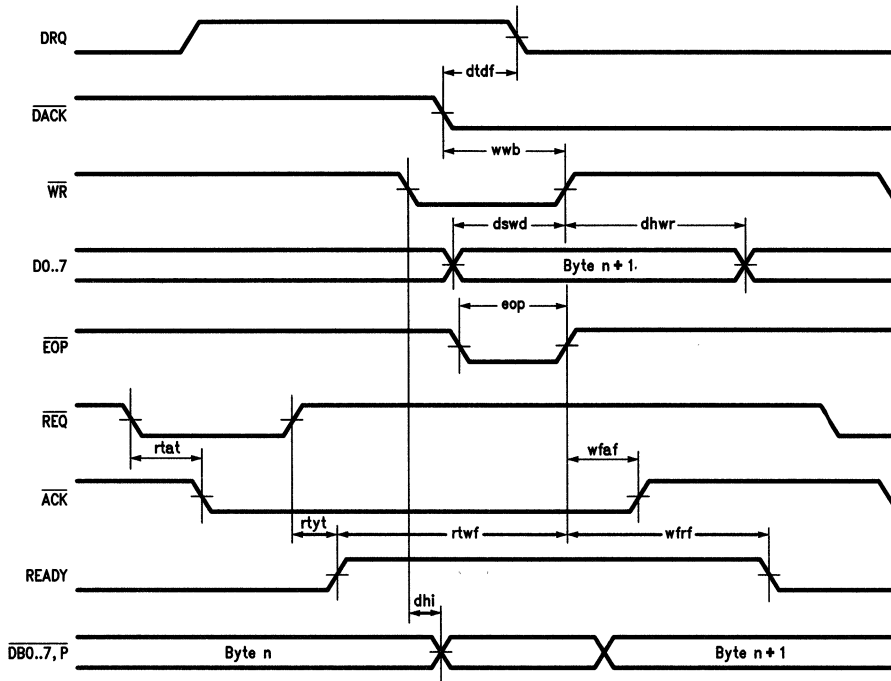 DRQ
dtdf
DACK
wwb
WR
dswd
dhwr
D0..7
Byte n + 1.
eop
EOP
REQ
rtat
wfaf
ACK
rtyt
rtwf
wfrf
READY
dhi
DB0..7, P
Byte n
Byte n + 1